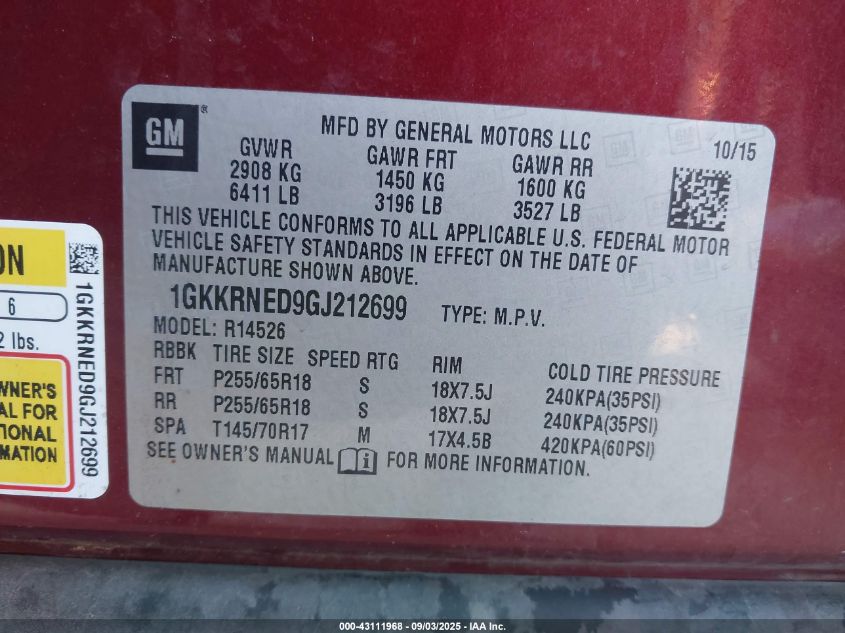 GM ®
MFD BY GENERAL MOTORS LLC
10/15
GVWR GAWR FRT GAWR RR
2908 KG 1450 KG 1600 KG
6411 LB 3196 LB 3527 LB
THIS VEHICLE CONFORMS TO ALL APPLICABLE U.S. FEDERAL MOTOR
VEHICLE SAFETY STANDARDS IN EFFECT ON THE DATE OF
MANUFACTURE SHOWN ABOVE.
1GKKRNED9GJ212699 TYPE: M.P.V.
MODEL: R14526
RBBK TIRE SIZE SPEED RTG RIM COLD TIRE PRESSURE
FRT P255/65R18 S 18X7.5J 240KPA(35PSI)
RR P255/65R18 S 18X7.5J 240KPA(35PSI)
SPA T145/70R17 M 17X4.5B 420KPA(60PSI)
SEE OWNER'S MANUAL i FOR MORE INFORMATION.
ON
6
2 lbs.
WNER'S
AL FOR
TIONAL
MATION
1GKKRNED9GJ212699
000-43111968 - 09/03/2025 - IAA Inc.